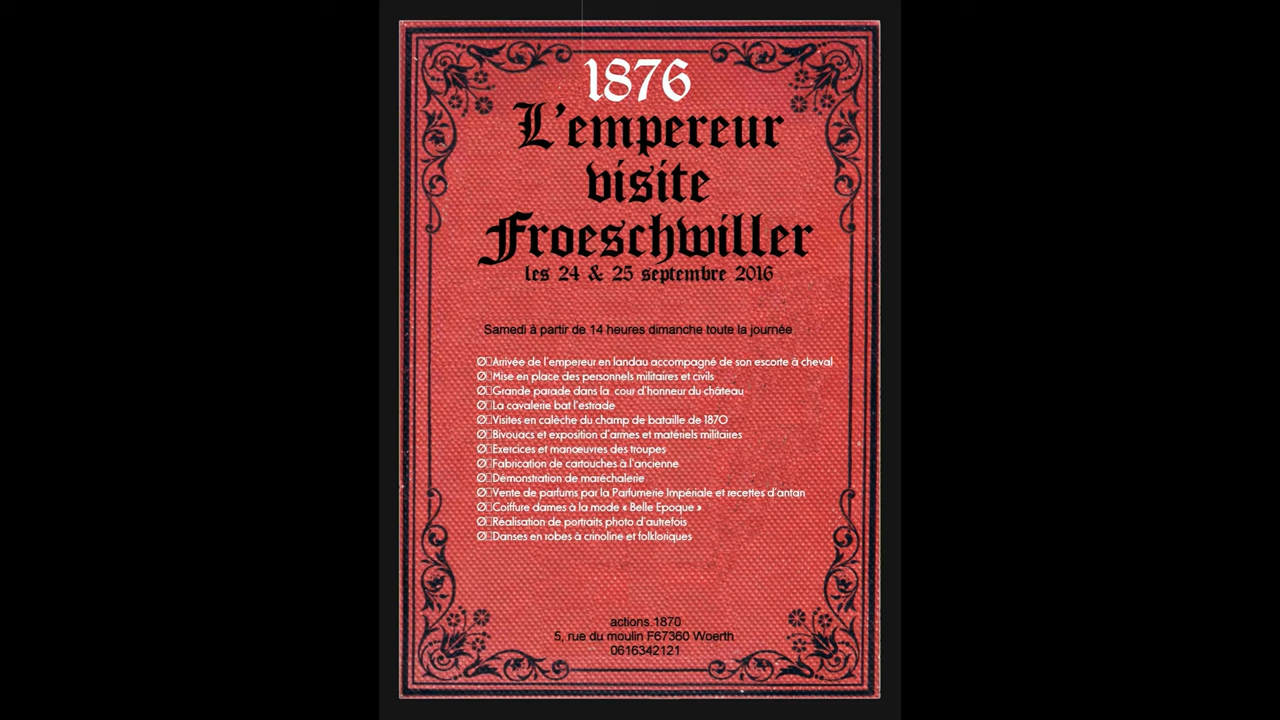 1876
L'empereur
visite
Froeschwiller
les 24 & 25 septembre 2016
Samedi à partir de 14 heures dimanche toute la journée
Ø□Arrivée de l'empereur en landau accompagné de son escorte à cheval
Ø□Mise en place des personnels militaires et civils
Ø□Grande parade dans la cour d'honneur du château
Ø□La cavalerie bat l'estrade
Ø□Visites en calèche du champ de bataille de 1870
Ø□Bivouacs et exposition d'armes et matériels militaires
Ø□Exercices et manœuvres des troupes
Ø□Fabrication de cartouches à l'ancienne
Ø□Démonstration de maréchalerie
Ø□Vente de parfums par la Parfumerie Impériale et recettes d'antan
Ø□Coiffure dames à la mode « Belle Epoque »
Ø□Réalisation de portraits photo d'autrefois
Ø□Danses en robes à crinoline et folkloriques
actions.1870
5, rue du moulin F67360 Woerth
0616342121